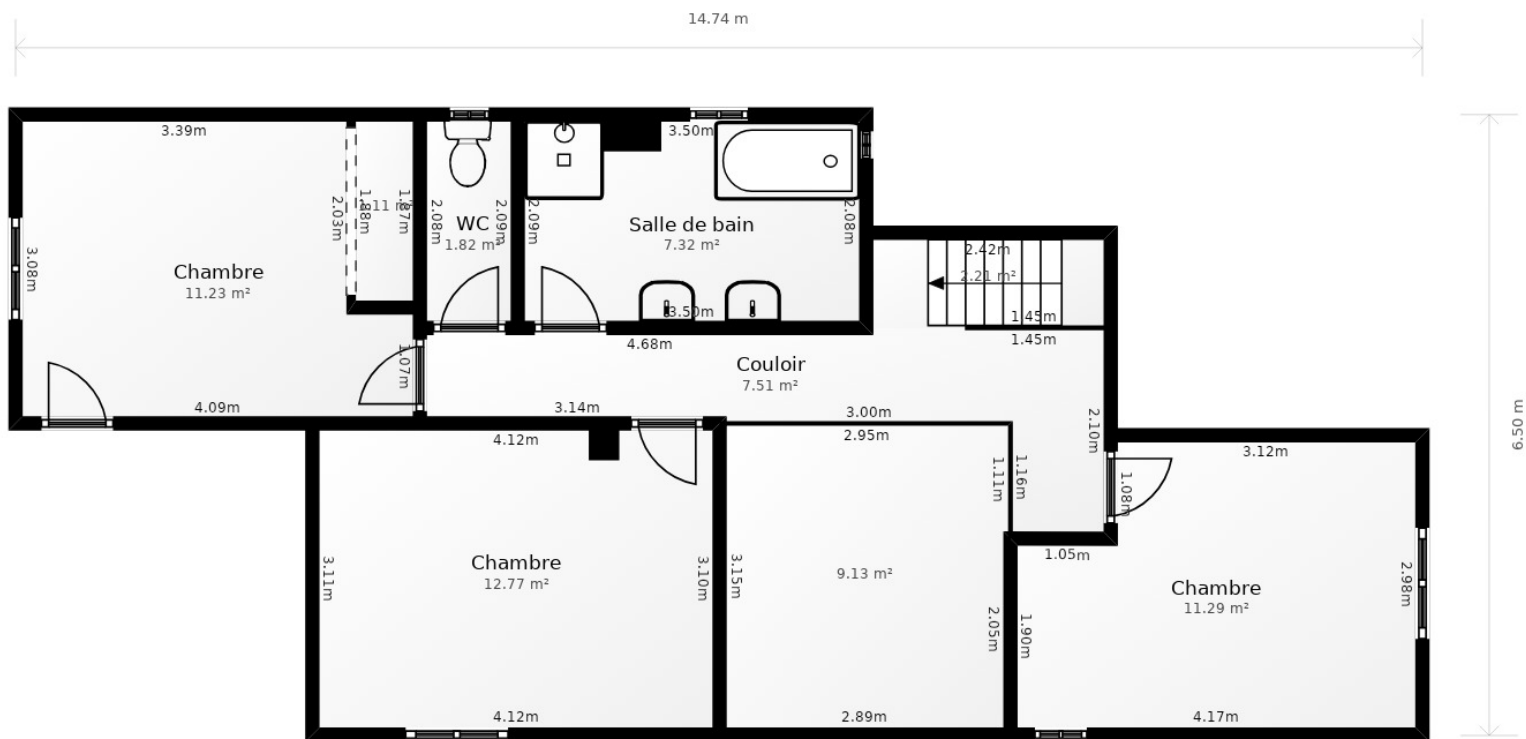 14.74 m
3.39m
3.50m
2.03m
1.88m
1.87m
2.08m
2.09m
2.09m
2.08m
WC
1.82 m²
Salle de bain
7.32 m²
3.08m
Chambre
11.23 m²
2.42m
2.21 m²
3.50m
1.45m
1.45m
4.68m
1.07m
Couloir
7.51 m²
4.09m
3.14m
3.00m
2.10m
6.50 m
4.12m
2.95m
3.12m
1.11m
1.16m
1.08m
3.11m
Chambre
12.77 m²
3.10m
3.15m
9.13 m²
1.05m
2.05m
1.90m
Chambre
11.29 m²
2.98m
4.12m
2.89m
4.17m